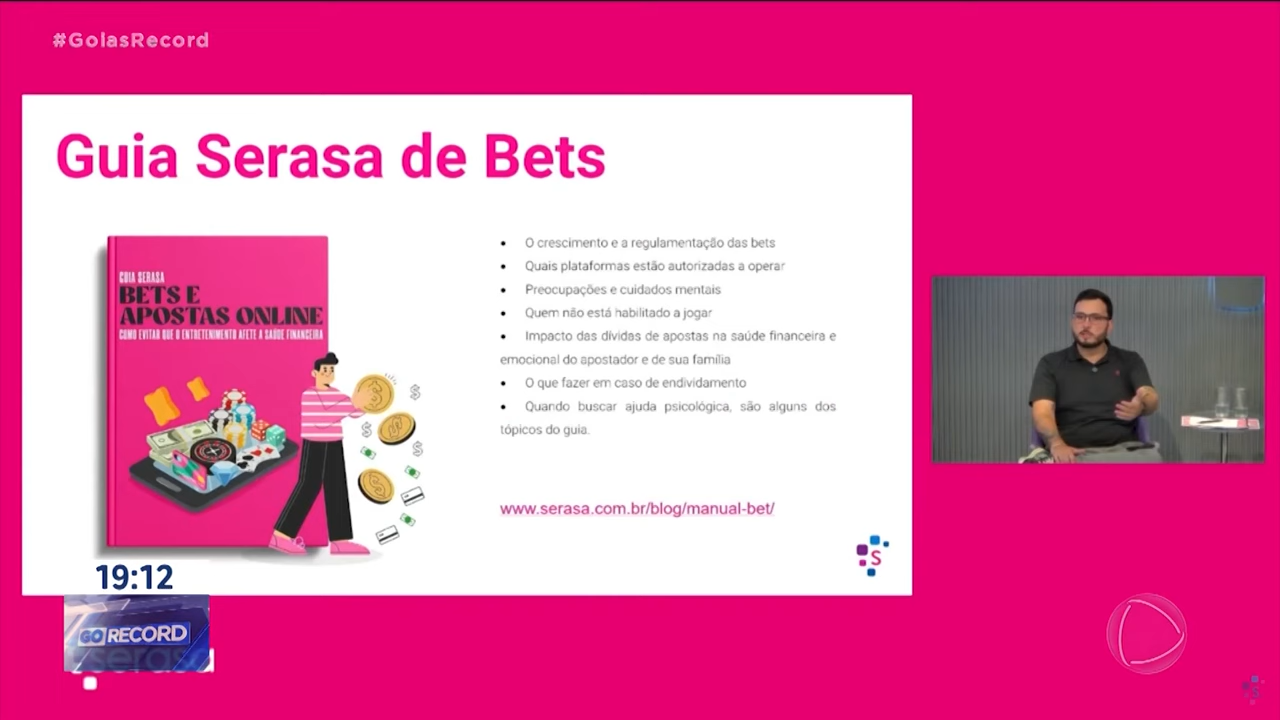 #GoiasRecord
Guia Serasa de Bets
GUIA SERASA
BETS E
APOSTAS ONLINE
COMO EVITAR QUE O ENTRETENIMENTO AFETE A SAÚDE FINANCEIRA
• O crescimento e a regulamentação das bets
• Quais plataformas estão autorizadas a operar
• Preocupações e cuidados mentais
• Quem não está habilitado a jogar
• Impacto das dívidas de apostas na saúde financeira e
emocional do apostador e de sua família
• O que fazer em caso de endividamento
• Quando buscar ajuda psicológica, são alguns dos
tópicos do guia.
www.serasa.com.br/blog/manual-bet/
S
19:12
GO RECORD
serasa